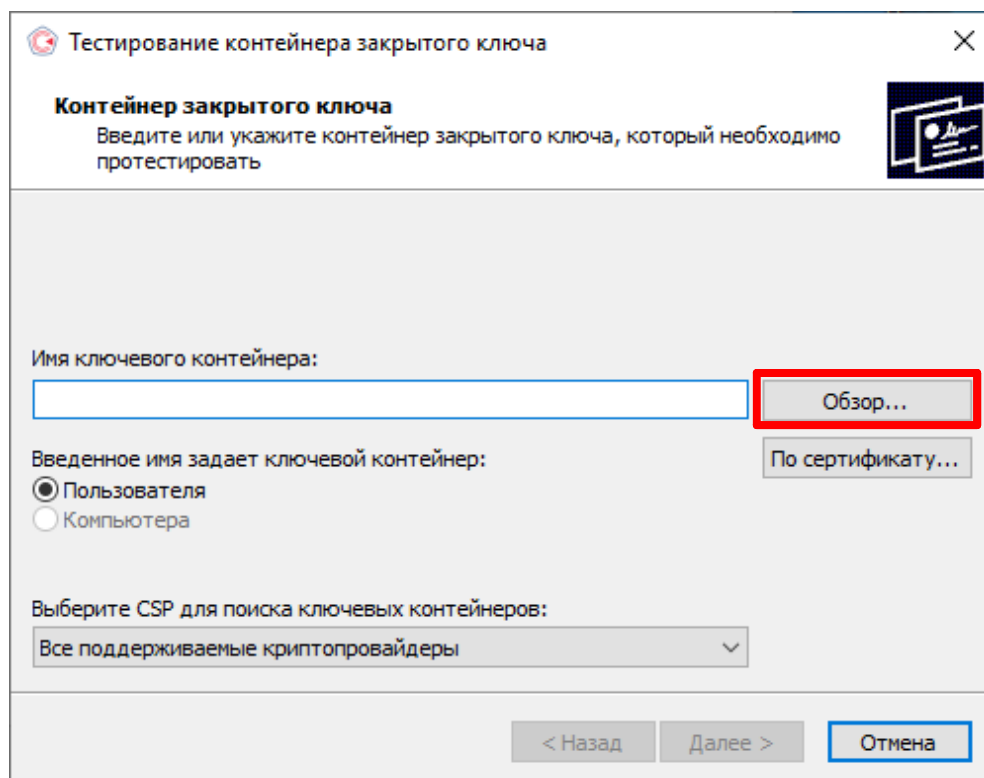 Тестирование контейнера закрытого ключа
Контейнер закрытого ключа
Введите или укажите контейнер закрытого ключа, который необходимо
протестировать
Имя ключевого контейнера:
Обзор...
Введенное имя задает ключевой контейнер:
По сертификату...
Пользователя
Компьютера
Выберите CSP для поиска ключевых контейнеров:
Все поддерживаемые криптопровайдеры
< Назад
Далее >
Отмена